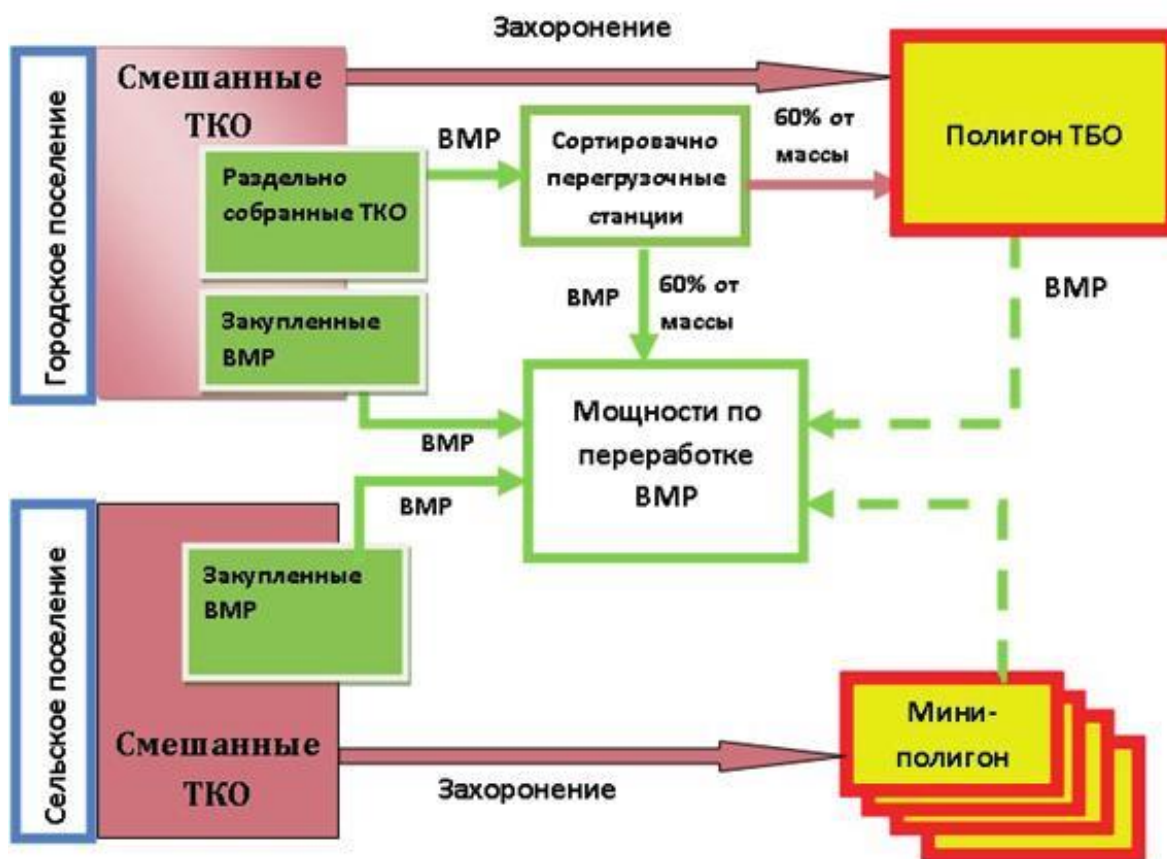 Захоронение
Городское поселение
Смешанные
ТКО
Раздельно
собранные ТКО
Закупленные
ВМР
ВМР
Сортировачно
перегрузочные
станции
60% от
массы
Полигон ТБО
ВМР
60% от
массы
ВМР
ВМР
Мощности по
переработке
ВМР
ВМР
Сельское поселение
Закупленные
ВМР
Смешанные
ТКО
Захоронение
Мини-
полигон